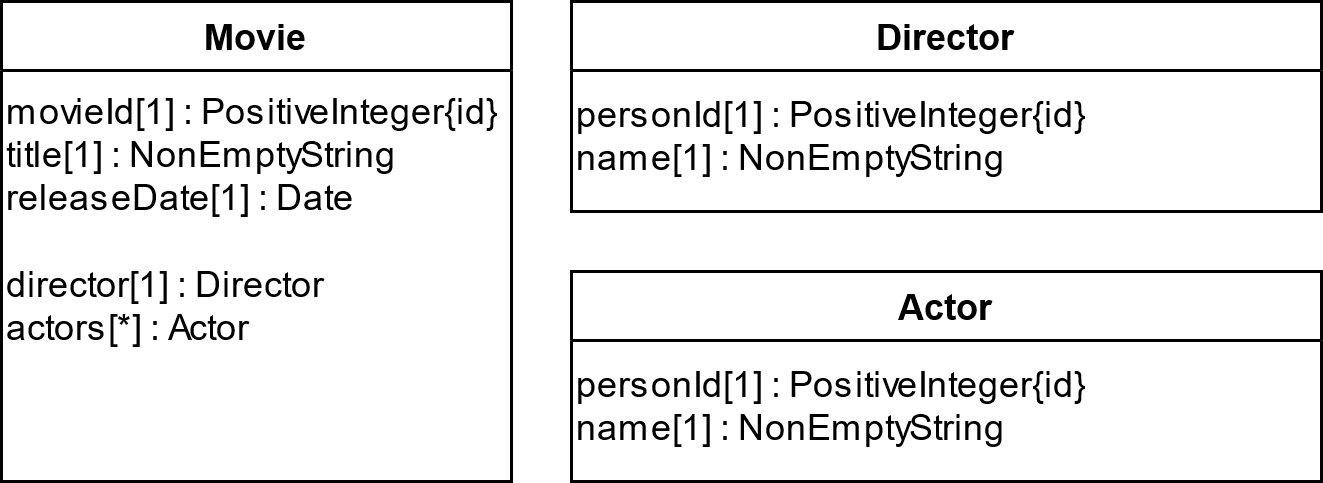 Movie
movieId[1] : PositiveInteger{id}
title[1] : NonEmptyString
releaseDate[1] : Date
director[1] : Director
actors[*] : Actor
Director
personId[1] : PositiveInteger{id}
name[1] : NonEmptyString
Actor
personId[1] : PositiveInteger{id}
name[1] : NonEmptyString